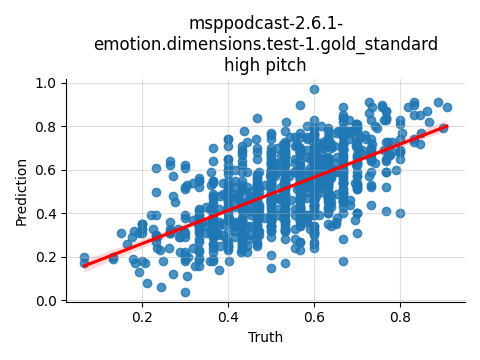 msppodcast-2.6.1-
emotion.dimensions.test-1.gold_standard
high pitch
1.0
0.8
0.6
0.4
0.2
0.0
Prediction
0.2
0.4
0.6
0.8
Truth